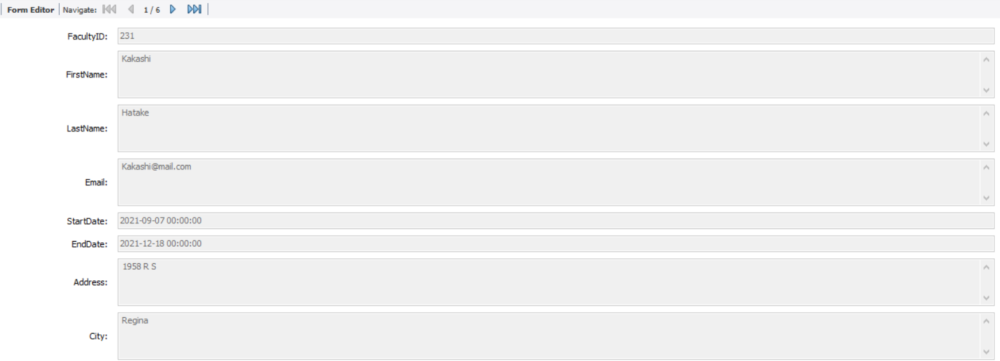 Form Editor Navigate: 1 / 6
FacultyID: 231
FirstName: Kakashi
LastName: Hatake
Email: Kakashi@mail.com
StartDate: 2021-09-07 00:00:00
EndDate: 2021-12-18 00:00:00
Address: 1958 R S
City: Regina